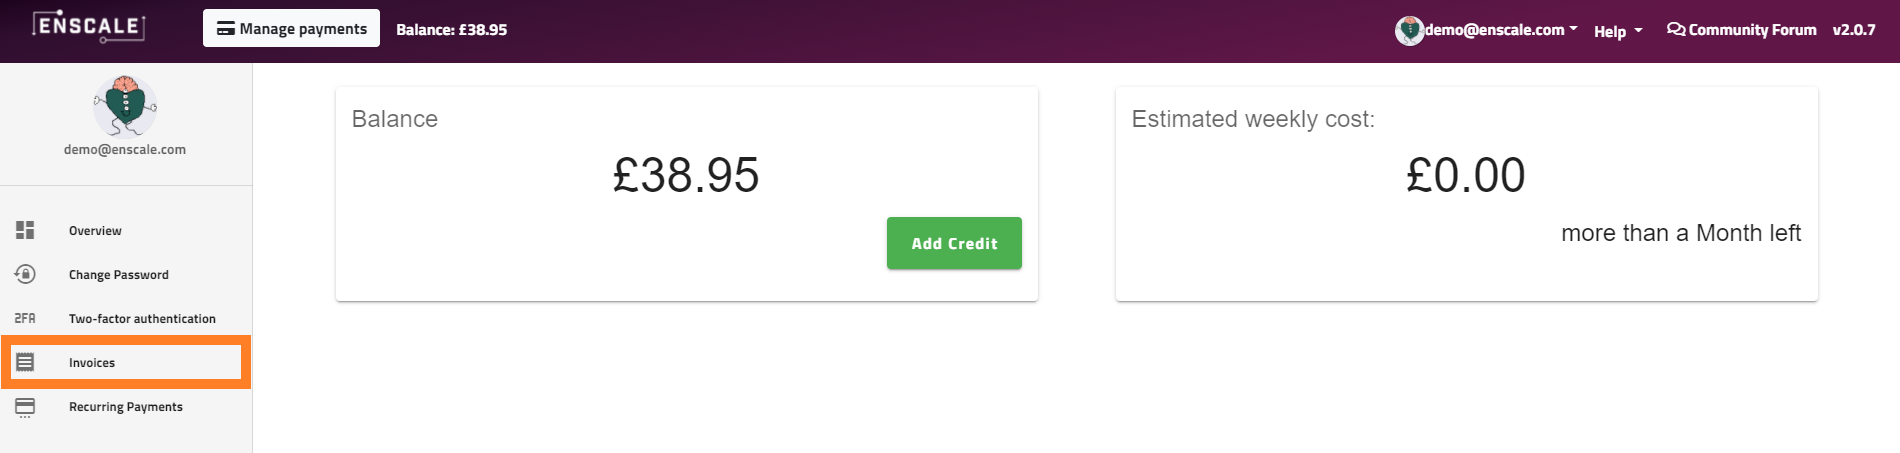 ENSCALE
Manage payments
Balance: £38.95
demo@enscale.com
Help
Community Forum
v2.0.7
demo@enscale.com
Overview
Change Password
2FA Two-factor authentication
Invoices
Recurring Payments
Balance
£38.95
Add Credit
Estimated weekly cost:
£0.00
more than a Month left